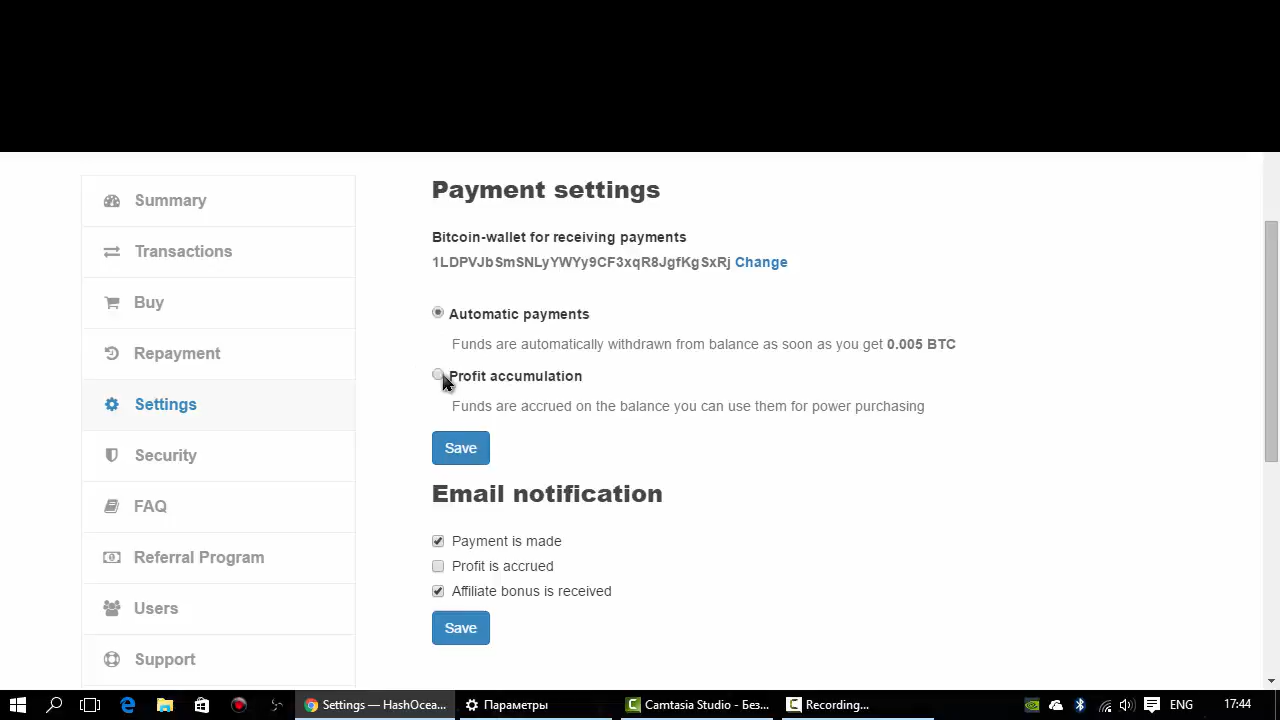 Summary
Transactions
Buy
Repayment
Settings
Security
FAQ
Referral Program
Users
Support
Payment settings
Bitcoin-wallet for receiving payments
1LDPVJbSmSNLyYWYy9CF3xqR8JgfKgSxRj Change
Automatic payments
Funds are automatically withdrawn from balance as soon as you get 0.005 BTC
Profit accumulation
Funds are accrued on the balance you can use them for power purchasing
Save
Email notification
Payment is made
Profit is accrued
Affiliate bonus is received
Save
Settings — HashOcea...
Параметры
Camtasia Studio - Без...
Recording...
ENG
17:44